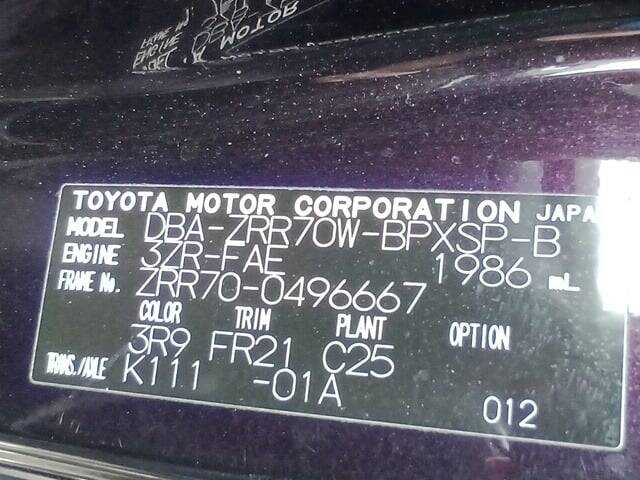 TOYOTA MOTOR CORPORATION JAPA
MODEL DBA-ZRR70W-BPXSP-B
ENGINE 3ZR-FAE 1986 mL
FRAME No. ZRR70-0496667
COLOR TRIM PLANT OPTION
3R9 FR21 C25
TRANS./AXLE K111 -01A
012